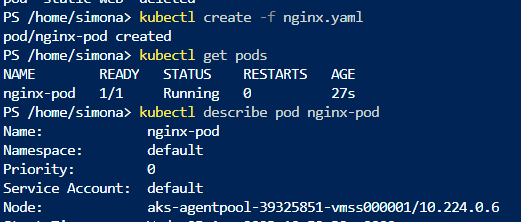 PS /home/simona> kubectl create -f nginx.yaml
pod/nginx-pod created
PS /home/simona> kubectl get pods
NAME READY STATUS RESTARTS AGE
nginx-pod 1/1 Running 0 27s
PS /home/simona> kubectl describe pod nginx-pod
Name: nginx-pod
Namespace: default
Priority: 0
Service Account: default
Node: aks-agentpool-39325851-vmss000001/10.224.0.6